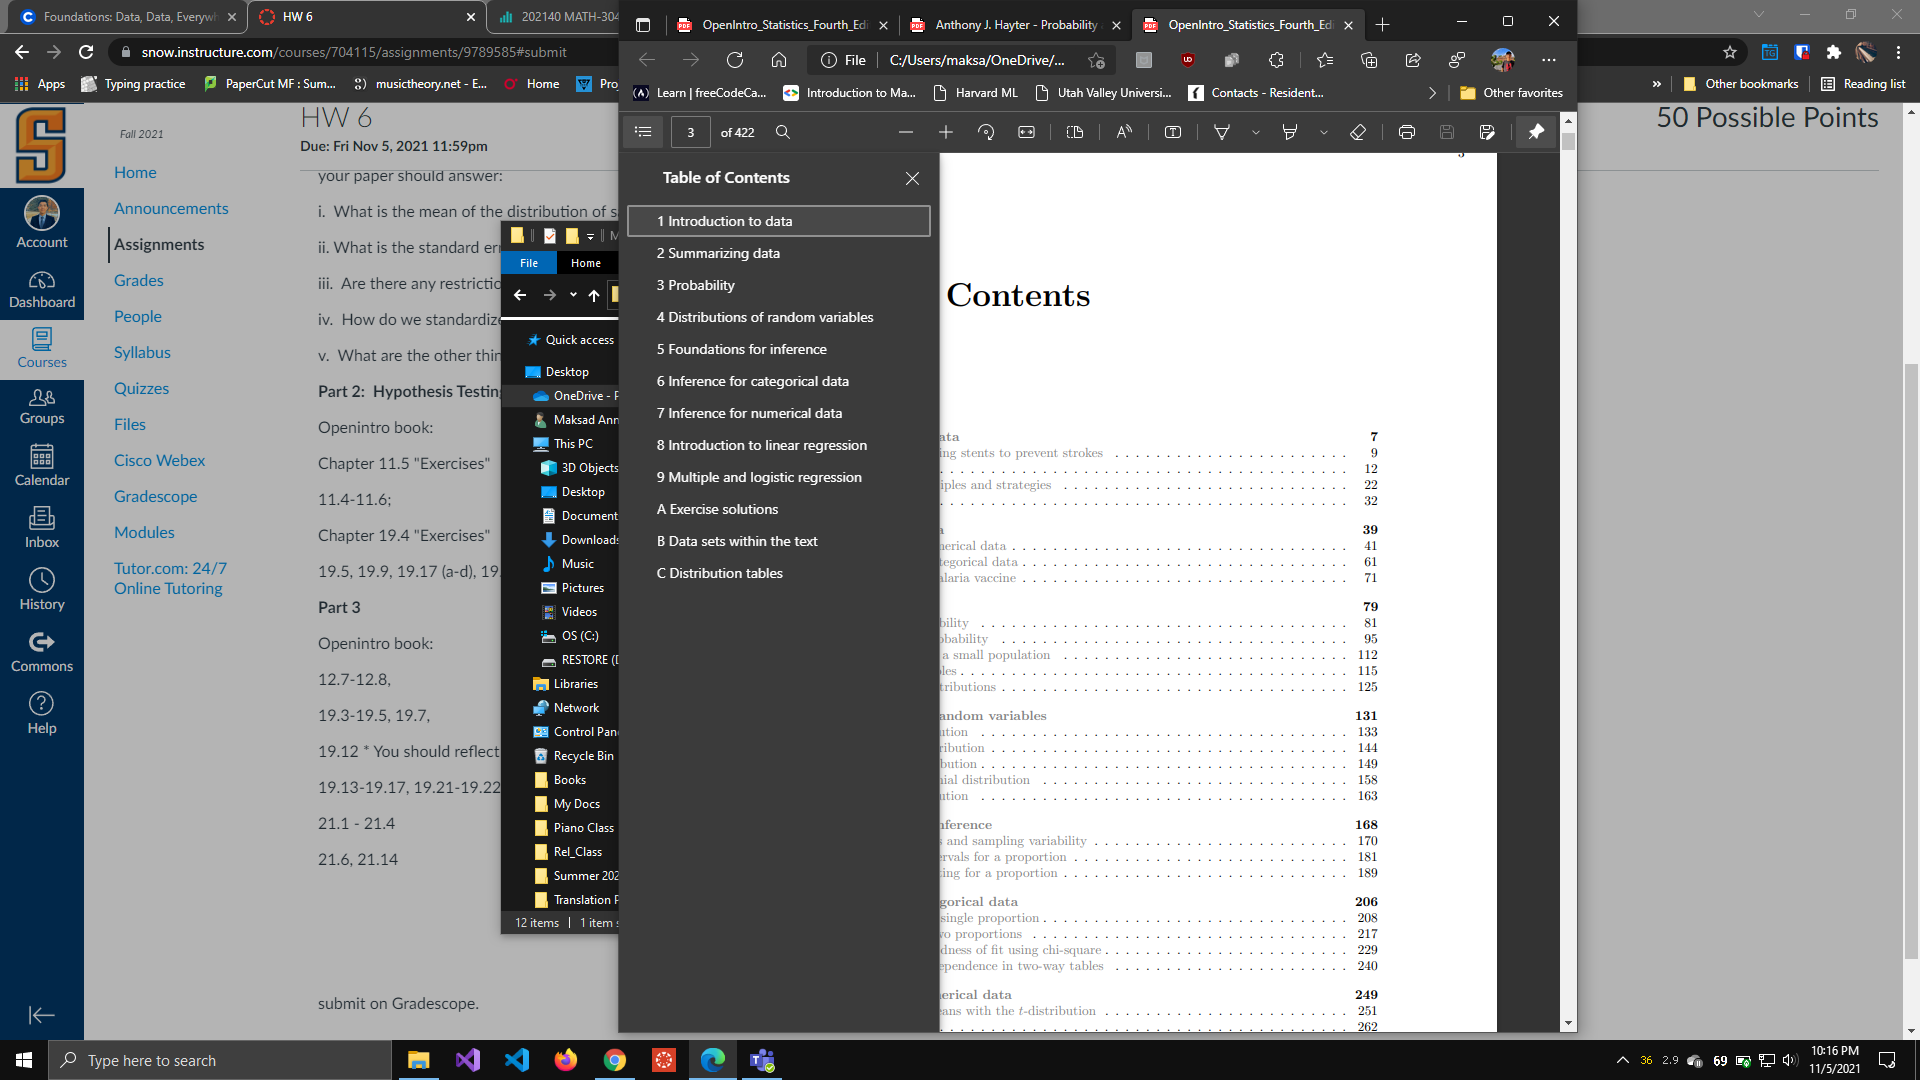 Foundations: Data, Data, Everywh
HW 6
202140 MATH-304
snow.instructure.com/courses/704115/assignments/9789585#submit
Apps
Typing practice
PaperCut MF : Sum...
musictheory.net - E...
Home
Proj
»
Other bookmarks
Reading list
OpenIntro_Statistics_Fourth_Edi
Anthony J. Hayter - Probability
OpenIntro_Statistics_Fourth_Edi
File
C:/Users/maksa/OneDrive/...
Learn | freeCodeCa...
Introduction to Ma...
Harvard ML
Utah Valley Universi...
Contacts - Resident...
Other favorites
3
of 422
Fall 2021
Home
Announcements
Assignments
Grades
People
Syllabus
Quizzes
Files
Cisco Webex
Gradescope
Modules
Tutor.com: 24/7
Online Tutoring
Account
Dashboard
Courses
Groups
Calendar
Inbox
History
Commons
Help
HW 6
50 Possible Points
Due: Fri Nov 5, 2021 11:59pm
your paper should answer:
i. What is the mean of the distribution of s
ii. What is the standard err
iii. Are there any restrictio
iv. How do we standardize
v. What are the other thin
Part 2: Hypothesis Testing
Openintro book:
Chapter 11.5 "Exercises"
11.4-11.6;
Chapter 19.4 "Exercises"
19.5, 19.9, 19.17 (a-d), 19.
Part 3
Openintro book:
12.7-12.8,
19.3-19.5, 19.7,
19.12 * You should reflect
19.13-19.17, 19.21-19.22
21.1 - 21.4
21.6, 21.14
submit on Gradescope.
File
Home
Quick access
Desktop
OneDrive - P
Maksad Ann
This PC
3D Objects
Desktop
Document
Downloads
Music
Pictures
Videos
OS (C:)
RESTORE (D
Libraries
Network
Control Pan
Recycle Bin
Books
My Docs
Piano Class
Rel_Class
Summer 202
Translation P
12 items
1 item s
Table of Contents
1 Introduction to data
2 Summarizing data
3 Probability
4 Distributions of random variables
5 Foundations for inference
6 Inference for categorical data
7 Inference for numerical data
8 Introduction to linear regression
9 Multiple and logistic regression
A Exercise solutions
B Data sets within the text
C Distribution tables
3
Contents
ata 7
ing stents to prevent strokes 9
12
iples and strategies 22
32
a 39
erical data 41
tegorical data 61
alaria vaccine 71
79
bility 81
obability 95
a small population 112
les 115
tributions 125
andom variables 131
ution 133
ribution 144
bution 149
nial distribution 158
ution 163
nference 168
s and sampling variability 170
ervals for a proportion 181
ting for a proportion 189
gorical data 206
single proportion 208
wo proportions 217
dness of fit using chi-square 229
ependence in two-way tables 240
erical data 249
eans with the t-distribution 251
262
Type here to search
36
2.9
69
10:16 PM
11/5/2021